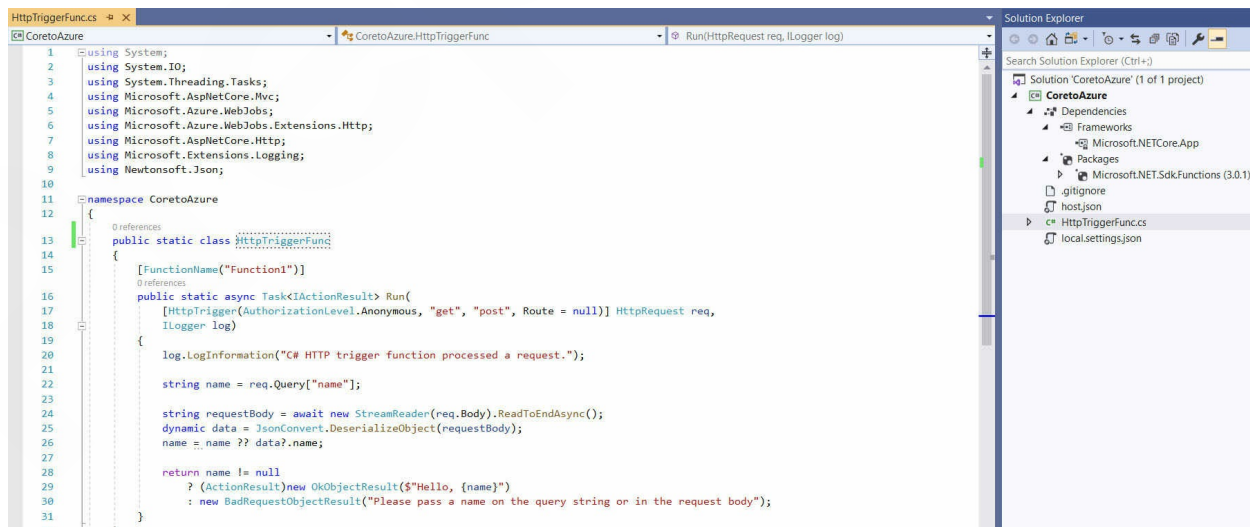 HttpTriggerFunc.cs
CoretoAzure
CoretoAzure.HttpTriggerFunc
Run(HttpRequest req, ILogger log)
1 using System;
2 using System.IO;
3 using System.Threading.Tasks;
4 using Microsoft.AspNetCore.Mvc;
5 using Microsoft.Azure.WebJobs;
6 using Microsoft.Azure.WebJobs.Extensions.Http;
7 using Microsoft.AspNetCore.Http;
8 using Microsoft.Extensions.Logging;
9 using Newtonsoft.Json;
10
11 namespace CoretoAzure
12 {
0 references
13 public static class HttpTriggerFunc
14 {
15 [FunctionName("Function1")]
0 references
16 public static async Task<IActionResult> Run(
17 [HttpTrigger(AuthorizationLevel.Anonymous, "get", "post", Route = null)] HttpRequest req,
18 ILogger log)
19 {
20 log.LogInformation("C# HTTP trigger function processed a request.");
21
22 string name = req.Query["name"];
23
24 string requestBody = await new StreamReader(req.Body).ReadToEndAsync();
25 dynamic data = JsonConvert.DeserializeObject(requestBody);
26 name = name ?? data?.name;
27
28 return name != null
29 ? (ActionResult)new OkObjectResult($"Hello, {name}")
30 : new BadRequestObjectResult("Please pass a name on the query string or in the request body");
31 }
Solution Explorer
Search Solution Explorer (Ctrl+;)
Solution 'CoretoAzure' (1 of 1 project)
C# CoretoAzure
Dependencies
Frameworks
Microsoft.NETCore.App
Packages
Microsoft.NET.Sdk.Functions (3.0.1)
.gitignore
host.json
C# HttpTriggerFunc.cs
local.settings.json